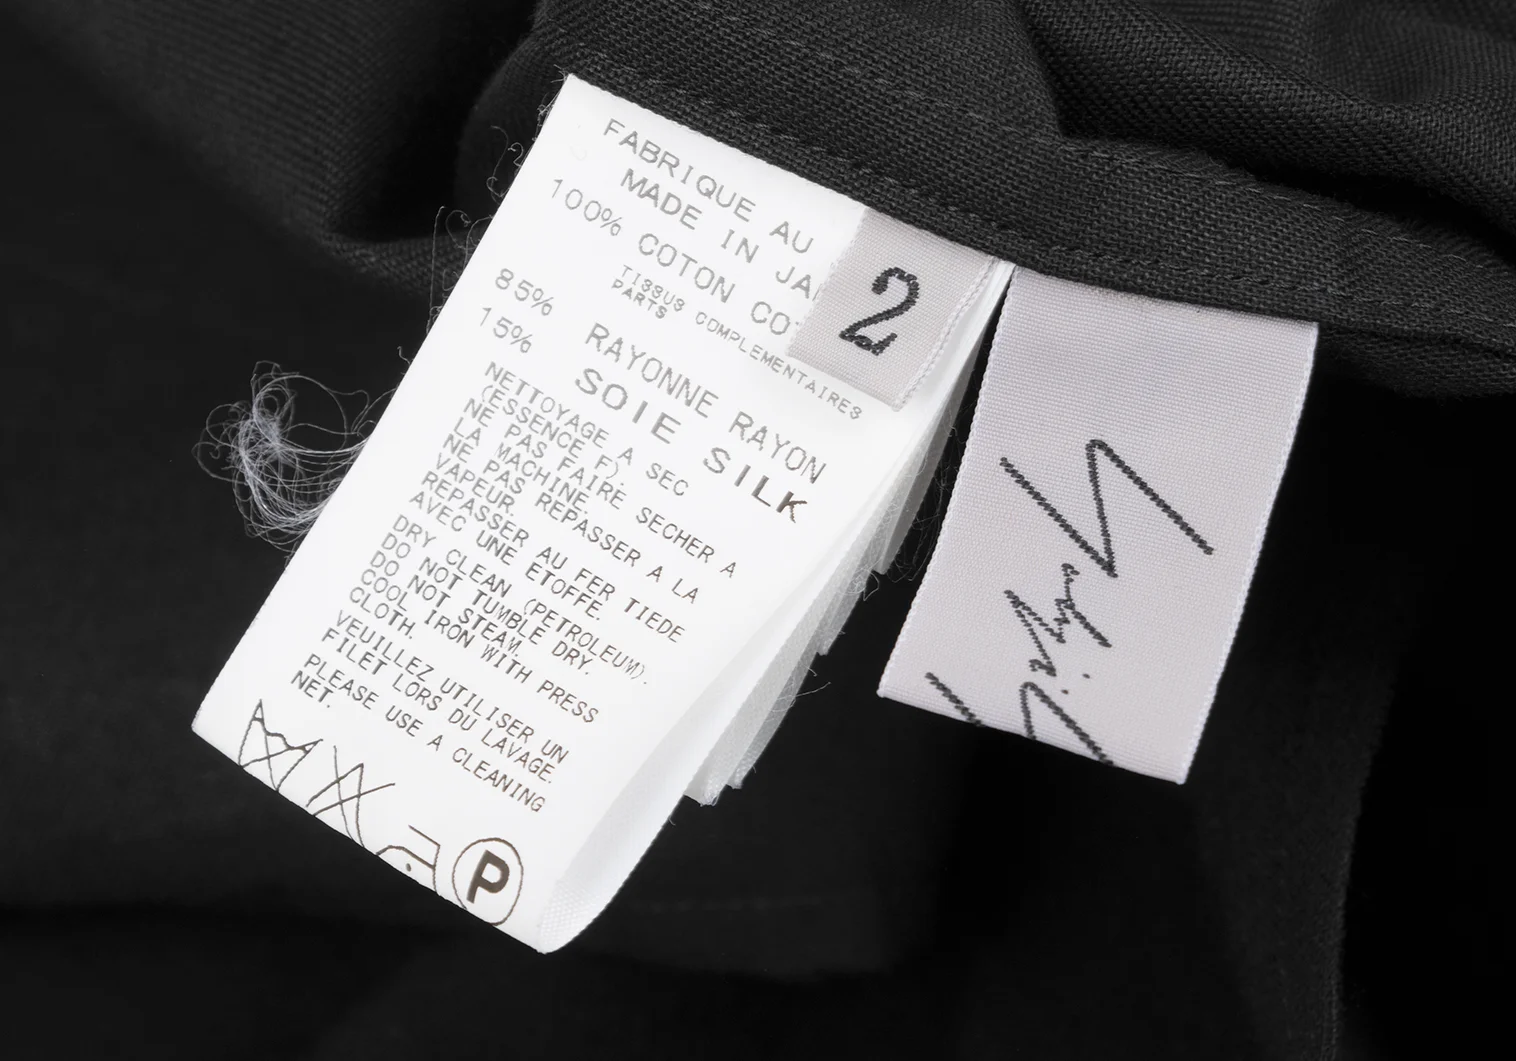 FABRIQUE AU
MADE IN JA
100% COTON CO
TISSUS COMPLEMENTAIRES
PARTS
85% RAYONNE RAYON
15% SOIE SILK
NETTOYAGE A SEC
(ESSENCE F).
NE PAS FAIRE SECHER A
LA MACHINE.
NE PAS REPASSER A LA
VAPEUR.
REPASSER AU FER TIEDE
AVEC UNE ETOFFE.
DRY CLEAN (PETROLEUM).
DO NOT TUMBLE DRY.
DO NOT STEAM.
COOL IRON WITH PRESS
CLOTH.
VEUILLEZ UTILISER UN
FILET LORS DU LAVAGE.
PLEASE USE A CLEANING
NET.
P
2